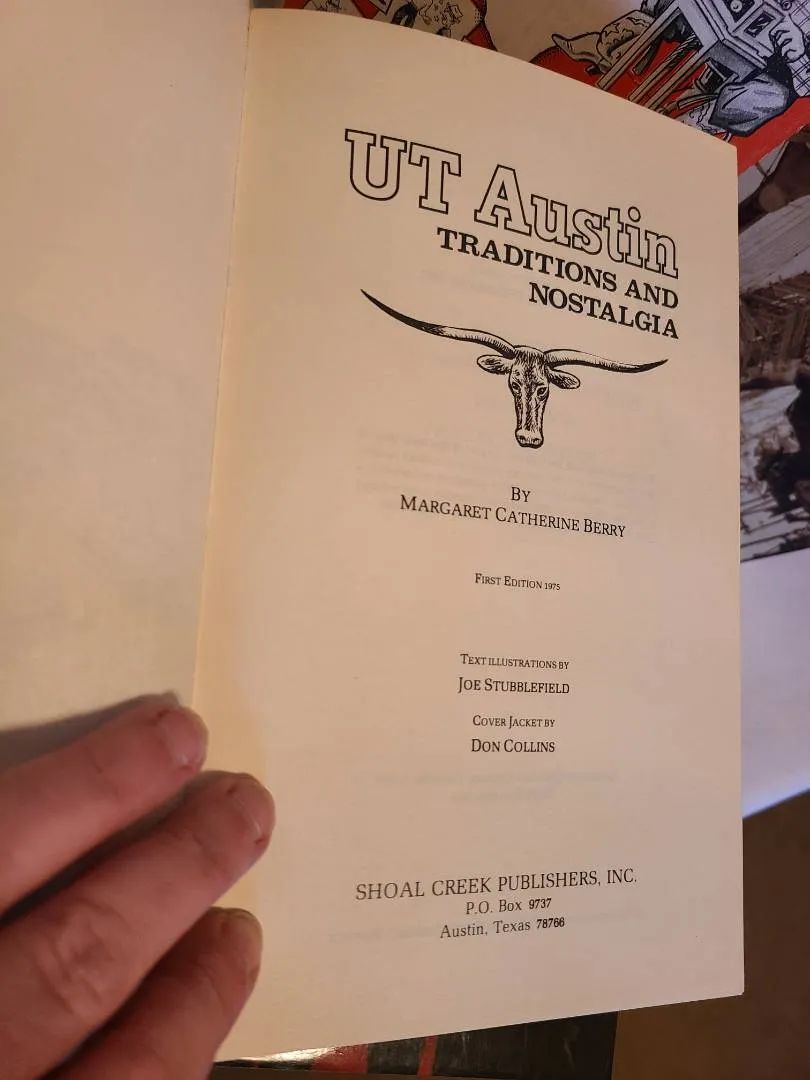 UT Austin
TRADITIONS AND
NOSTALGIA
BY
MARGARET CATHERINE BERRY
FIRST EDITION 1975
TEXT ILLUSTRATIONS BY
JOE STUBBLEFIELD
COVER JACKET BY
DON COLLINS
SHOAL CREEK PUBLISHERS, INC.
P.O. Box 9737
Austin, Texas 78766